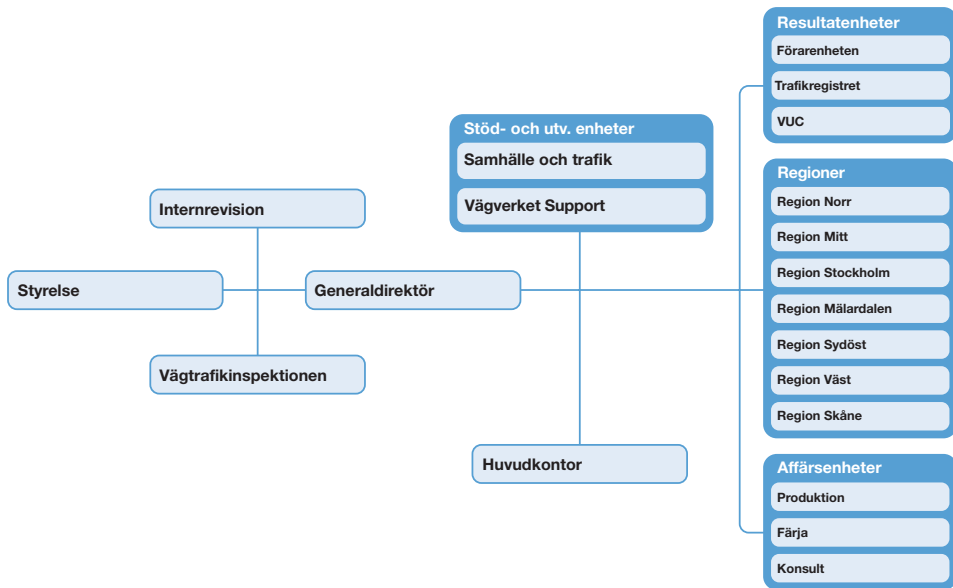 Styrelse
Internrevision
Vägtrafikinspektionen
Generaldirektör
Stöd- och utv. enheter
Samhälle och trafik
Vägverket Support
Huvudkontor
Resultatenheter
Förarenheten
Trafikregistret
VUC
Regioner
Region Norr
Region Mitt
Region Stockholm
Region Mälardalen
Region Sydöst
Region Väst
Region Skåne
Affärsenheter
Produktion
Färja
Konsult